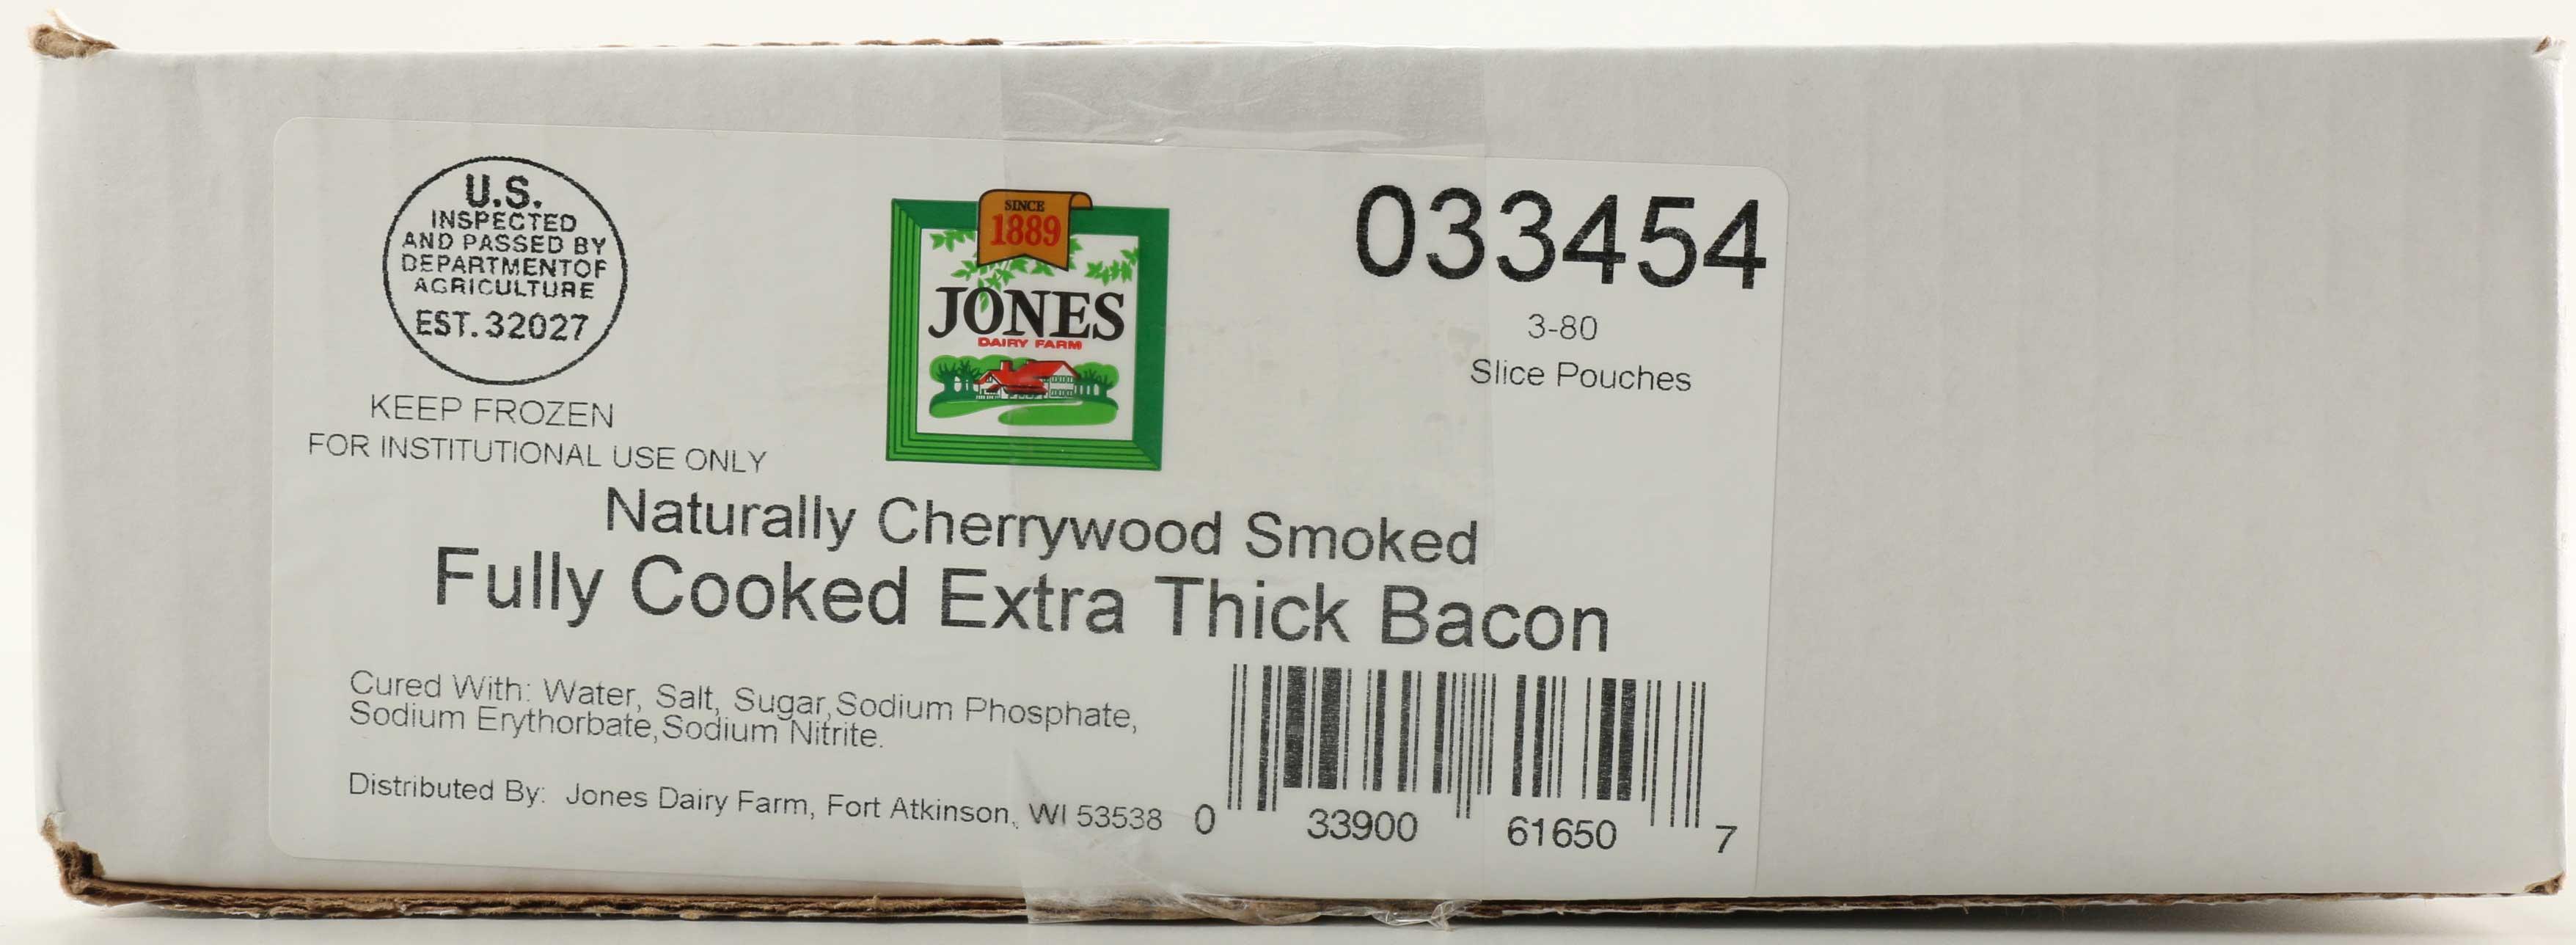 U.S.
INSPECTED
AND PASSED BY
DEPARTMENTOF
AGRICULTURE
EST. 32027
KEEP FROZEN
FOR INSTITUTIONAL USE ONLY
SINCE
1889
JONES
DAIRY FARM
033454
3-80
Slice Pouches
Naturally Cherrywood Smoked
Fully Cooked Extra Thick Bacon
Cured With: Water, Salt, Sugar,Sodium Phosphate,
Sodium Erythorbate,Sodium Nitrite.
Distributed By: Jones Dairy Farm, Fort Atkinson, WI 53538
0 33900 61650 7